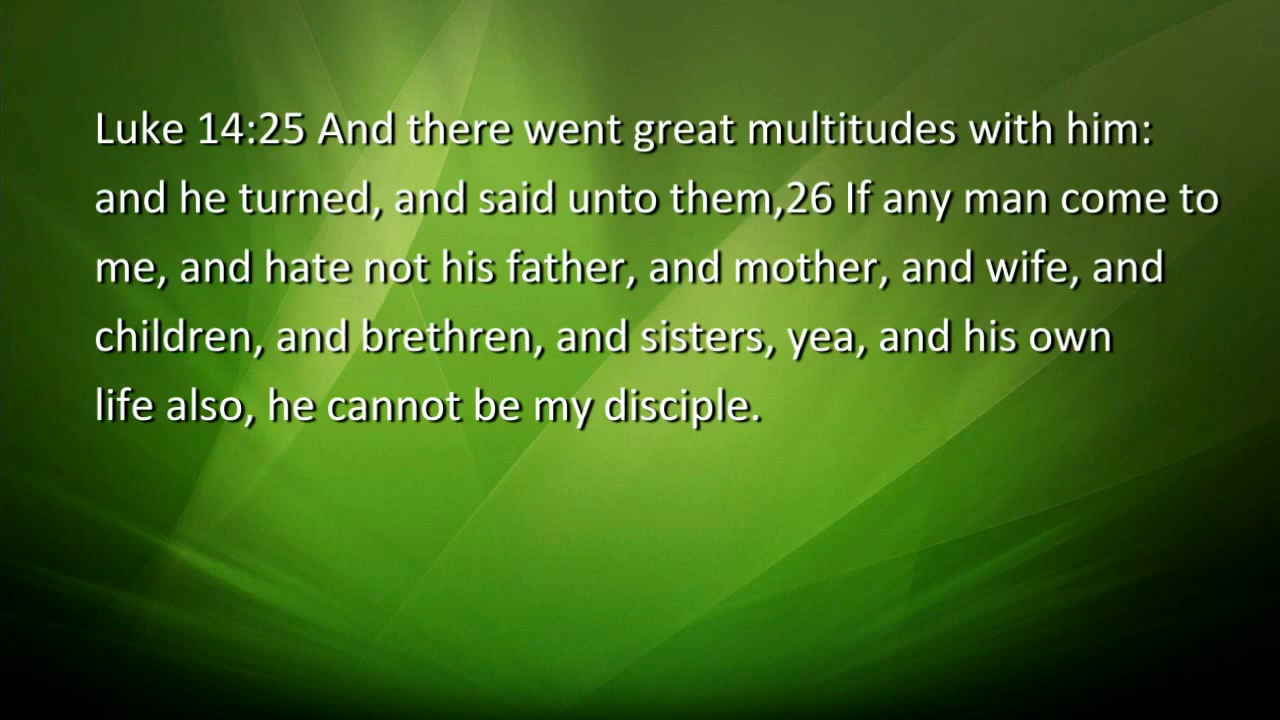 Luke 14:25 And there went great multitudes with him:
and he turned, and said unto them,26 If any man come to
me, and hate not his father, and mother, and wife, and
children, and brethren, and sisters, yea, and his own
life also, he cannot be my disciple.